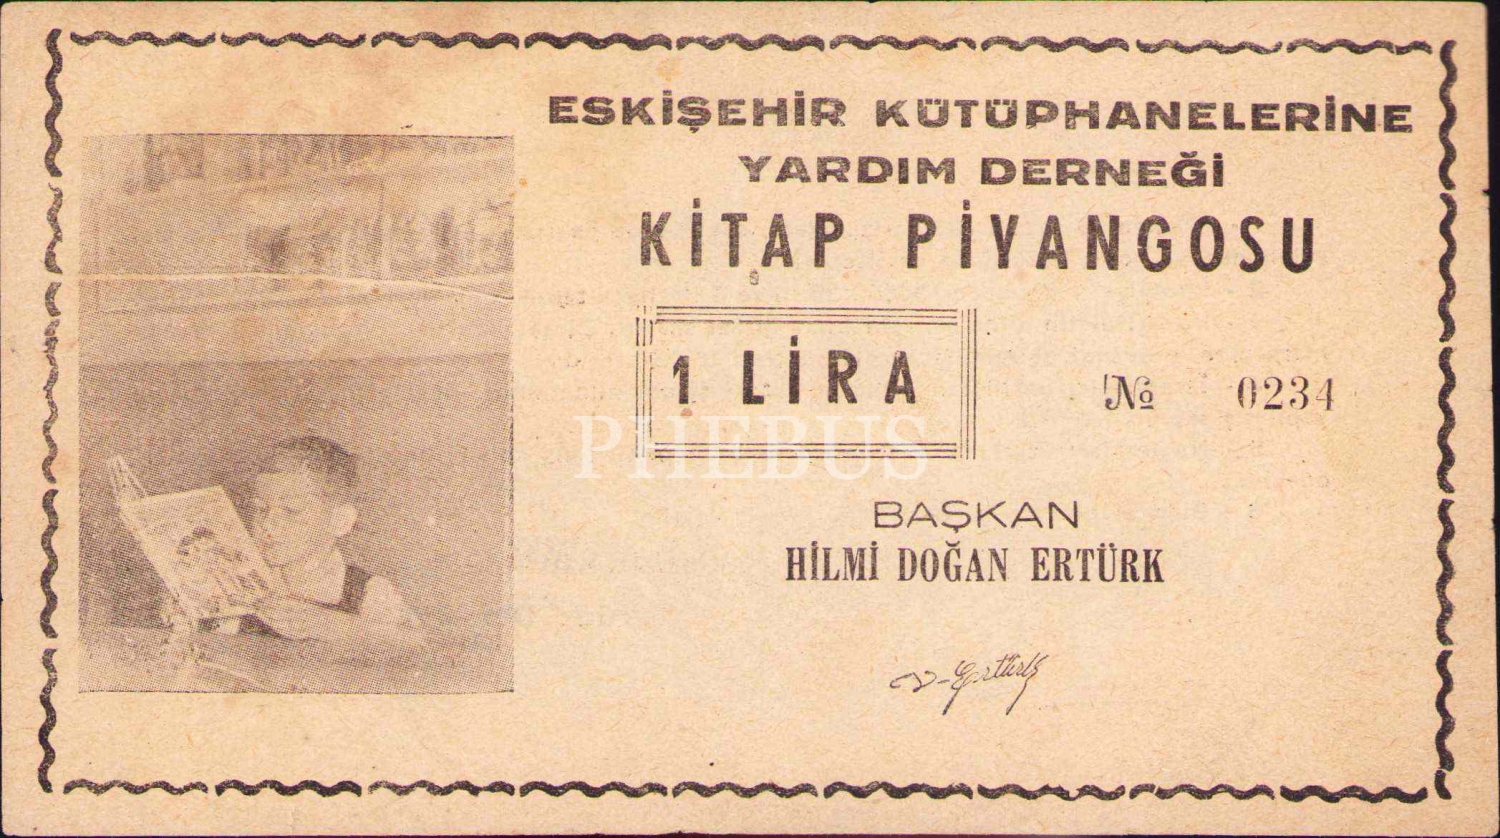 ESKİŞEHİR KÜTÜPHANELERİNE
YARDIM DERNEĞİ
KİTAP PİYANGOSU
1 LİRA
№ 0234
PHEBUS
BAŞKAN
HİLMİ DOĞAN ERTÜRK
Ertürk